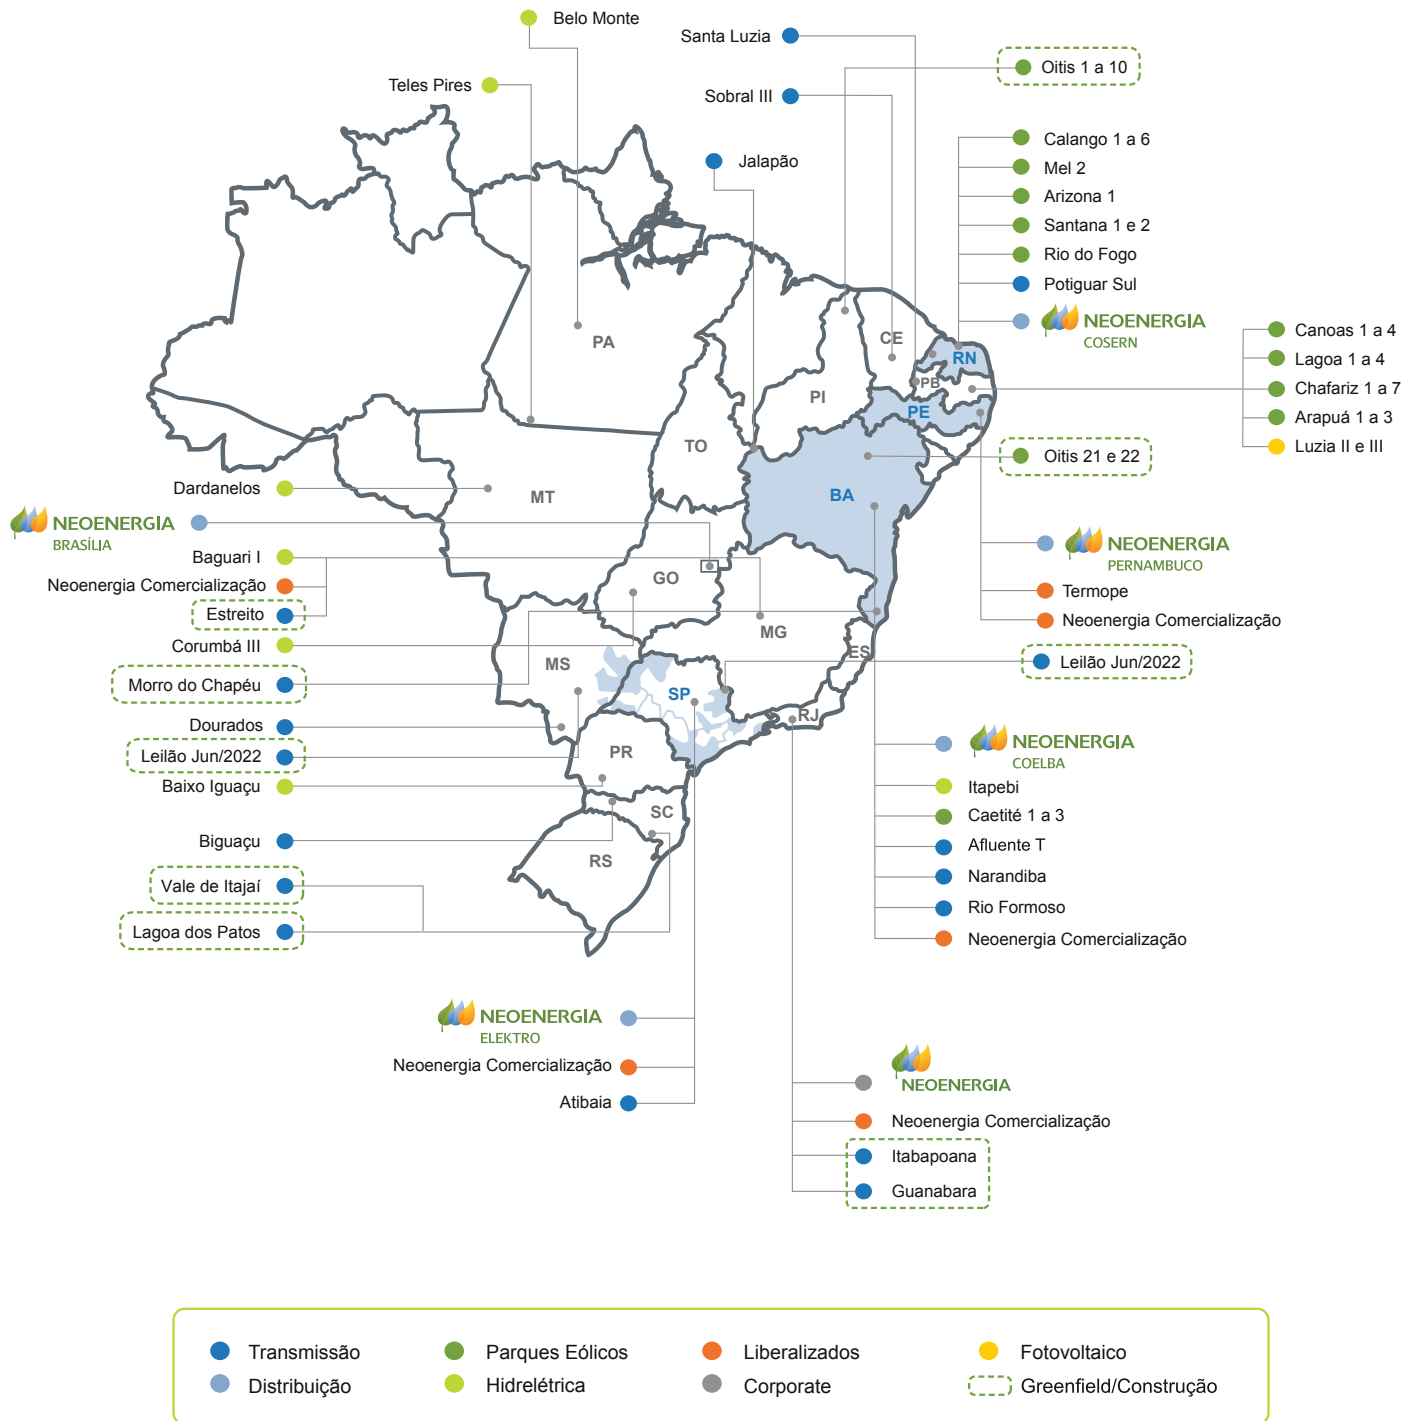 Belo Monte
Santa Luzia
Oitis 1 a 10
Teles Pires
Sobral III
Calango 1 a 6
Jalapão
Mel 2
Arizona 1
Santana 1 e 2
Rio do Fogo
Potiguar Sul
NEOENERGIA
COSERN
Canoas 1 a 4
Lagoa 1 a 4
Chafariz 1 a 7
Arapuá 1 a 3
Luzia II e III
PA
CE
RN
PB
PI
PE
TO
Oitis 21 e 22
Dardanelos
MT
BA
NEOENERGIA
BRASÍLIA
NEOENERGIA
PERNAMBUCO
Baguari I
Neoenergia Comercialização
Estreito
GO
Termope
Neoenergia Comercialização
Corumbá III
MG
ES
MS
Leilão Jun/2022
Morro do Chapéu
SP
RJ
Dourados
Leilão Jun/2022
PR
NEOENERGIA
COELBA
Baixo Iguaçu
Itapebi
SC
Caetité 1 a 3
Biguaçu
Afluente T
RS
Vale de Itajaí
Narandiba
Rio Formoso
Lagoa dos Patos
Neoenergia Comercialização
NEOENERGIA
ELEKTRO
Neoenergia Comercialização
Atibaia
NEOENERGIA
Neoenergia Comercialização
Itabapoana
Guanabara
Transmissão
Parques Eólicos
Liberalizados
Fotovoltaico
Distribuição
Hidrelétrica
Corporate
Greenfield/Construção